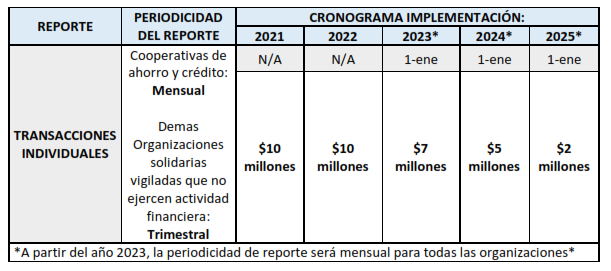 REPORTE
PERIODICIDAD
DEL REPORTE
CRONOGRAMA IMPLEMENTACIÓN:
2021 2022 2023* 2024* 2025*
TRANSACCIONES
INDIVIDUALES
Cooperativas de
ahorro y crédito:
Mensual
Demas
Organizaciones
solidarias
vigiladas que no
ejercen actividad
financiera:
Trimestral
N/A N/A 1-ene 1-ene 1-ene
$10 $10 $7 $5 $2
millones millones millones millones millones
*A partir del año 2023, la periodicidad de reporte será mensual para todas las organizaciones*